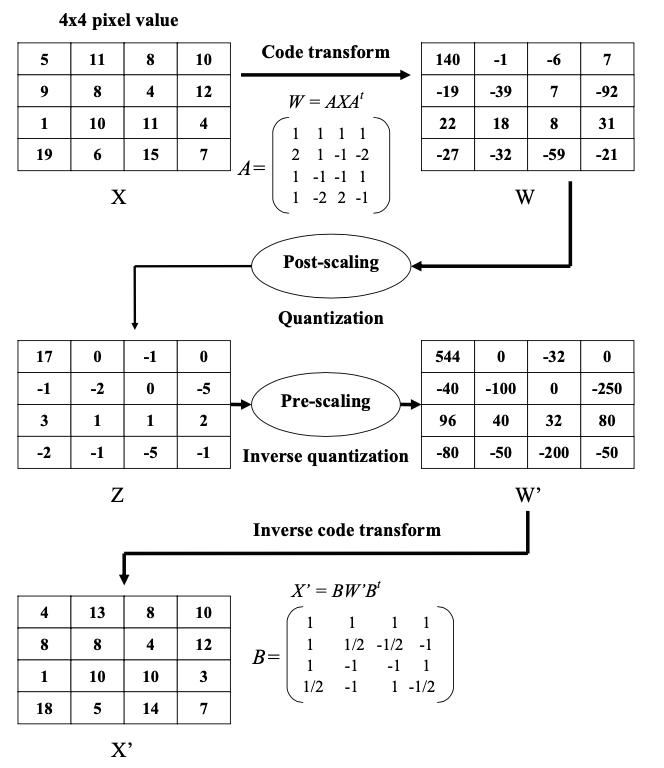 4x4 pixel value
5 11 8 10
9 8 4 12
1 10 11 4
19 6 15 7
X
Code transform
W = AXAᵗ
A=
1 1 1 1
2 1 -1 -2
1 -1 -1 1
1 -2 2 -1
140 -1 -6 7
-19 -39 7 -92
22 18 8 31
-27 -32 -59 -21
W
Post-scaling
Quantization
17 0 -1 0
-1 -2 0 -5
3 1 1 2
-2 -1 -5 -1
Z
Pre-scaling
Inverse quantization
544 0 -32 0
-40 -100 0 -250
96 40 32 80
-80 -50 -200 -50
W’
Inverse code transform
4 13 8 10
8 8 4 12
1 10 10 3
18 5 14 7
X’
X’ = BW’Bᵗ
B=
1 1 1 1
1 1/2 -1/2 -1
1 -1 -1 1
1/2 -1 1 -1/2